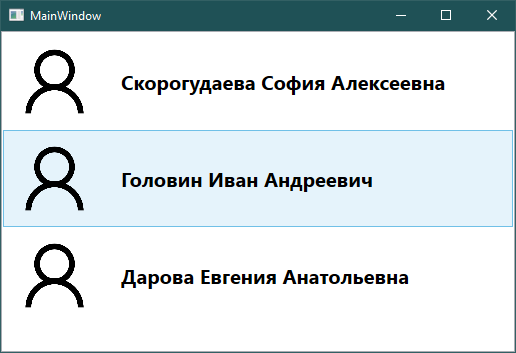 MainWindow
Скорогудаева София Алексеевна
Головин Иван Андреевич
Дарова Евгения Анатольевна